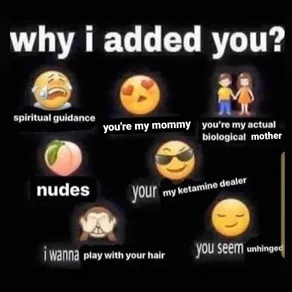 why i added you?
spiritual guidance
you're my mommy
you're my actual
biological mother
nudes
your my ketamine dealer
i wanna play with your hair
you seem unhinged